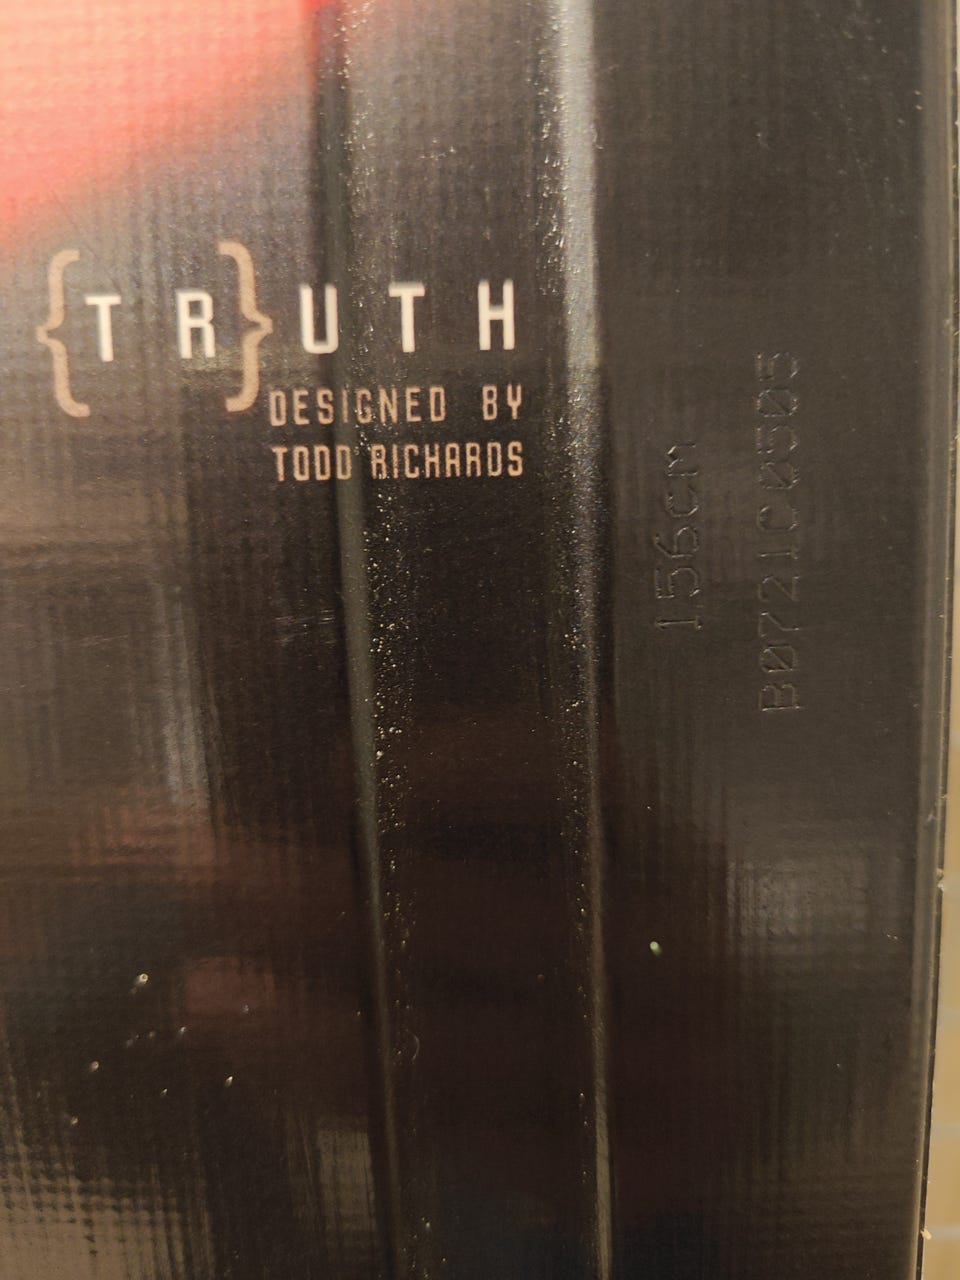 {TR}UTH
DESIGNED BY
TODD RICHARDS
156cm
B0721C0505